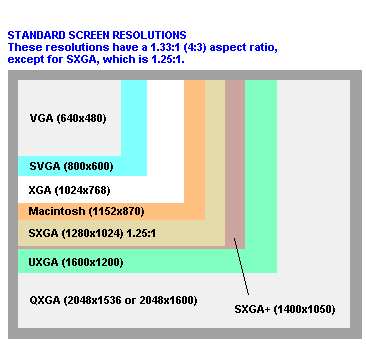 STANDARD SCREEN RESOLUTIONS
These resolutions have a 1.33:1 (4:3) aspect ratio,
except for SXGA, which is 1.25:1.
VGA (640x480)
SVGA (800x600)
XGA (1024x768)
Macintosh (1152x870)
SXGA (1280x1024) 1.25:1
UXGA (1600x1200)
QXGA (2048x1536 or 2048x1600)
SXGA+ (1400x1050)